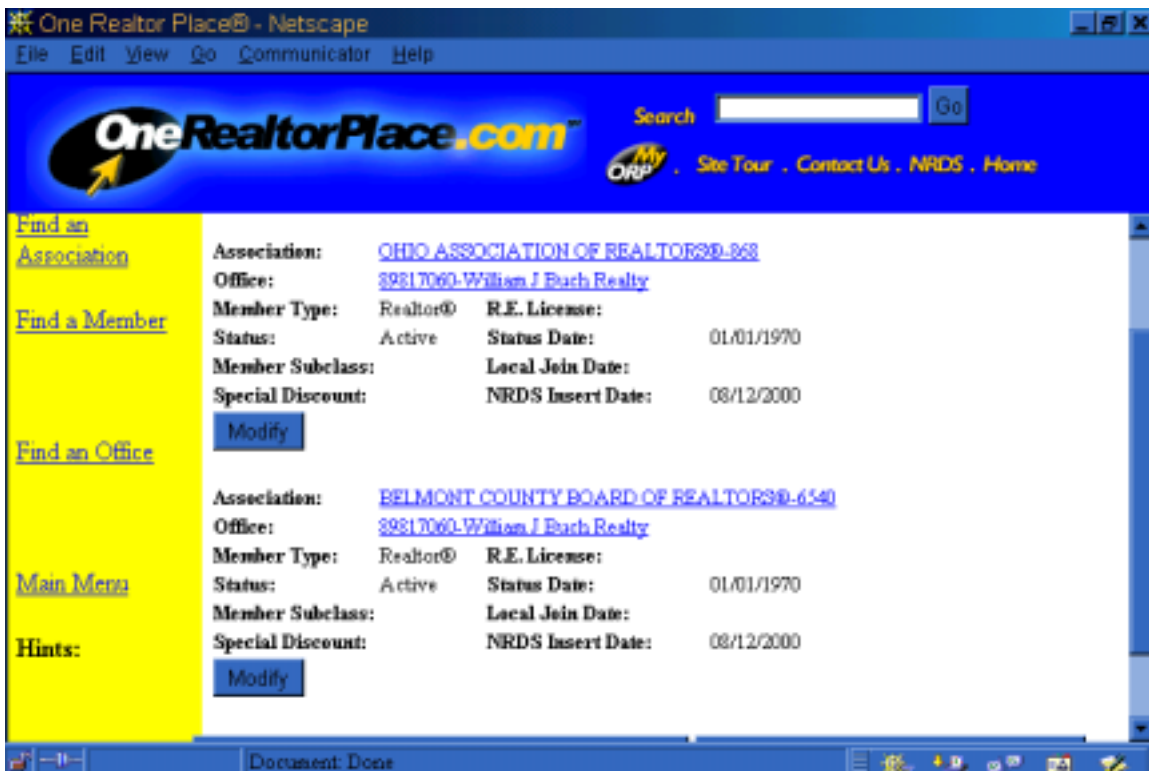 One Realtor Place® - Netscape
File Edit View Go Communicator Help
OneRealtorPlace.com
Search Go
My ORP . Site Tour . Contact Us . NRDS . Home
Find an Association
Find a Member
Find an Office
Main Menu
Hints:
Association: OHIO ASSOCIATION OF REALTORS®-868
Office: 89817060-William J Buch Realty
Member Type: Realtor® R.E. License:
Status: Active Status Date: 01/01/1970
Member Subclass: Local Join Date:
Special Discount: NRDS Insert Date: 08/12/2000
Modify
Association: BELMONT COUNTY BOARD OF REALTORS®-6540
Office: 89817060-William J Buch Realty
Member Type: Realtor® R.E. License:
Status: Active Status Date: 01/01/1970
Member Subclass: Local Join Date:
Special Discount: NRDS Insert Date: 08/12/2000
Modify
Document: Done